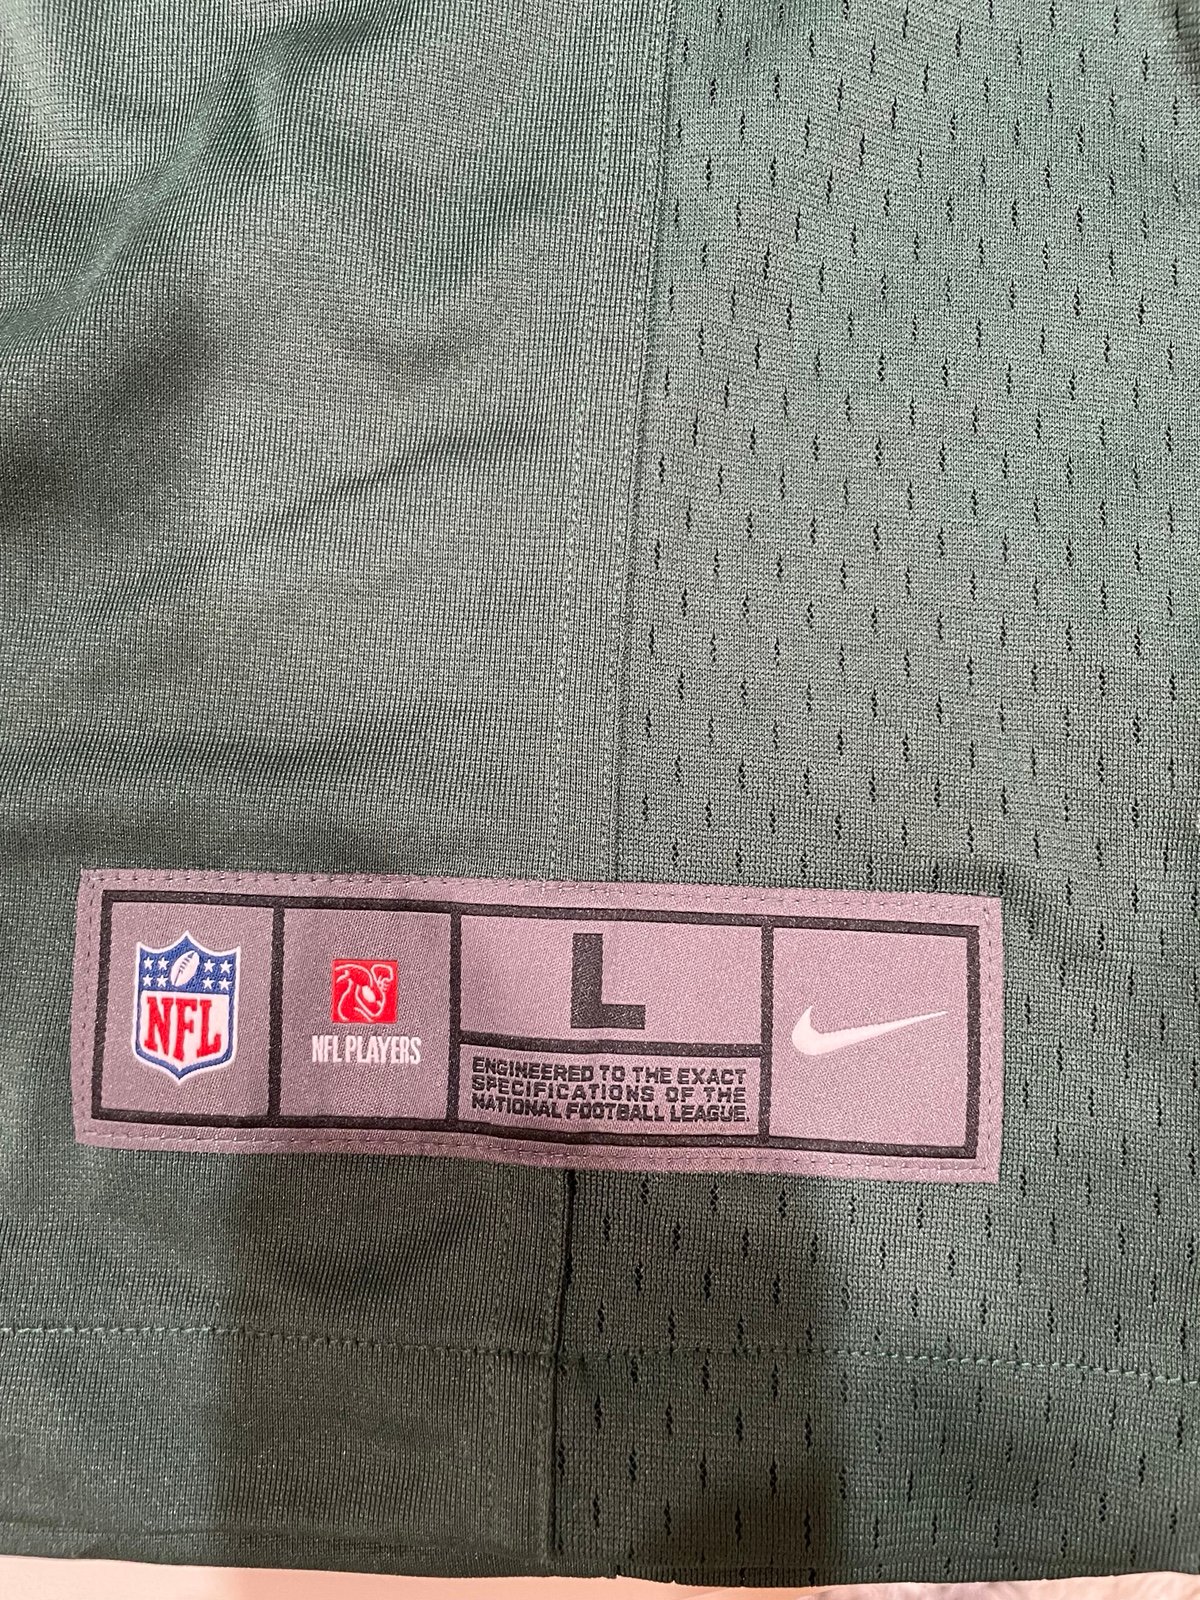 NFL
NFL PLAYERS
L
ENGINEERED TO THE EXACT
SPECIFICATIONS OF THE
NATIONAL FOOTBALL LEAGUE.